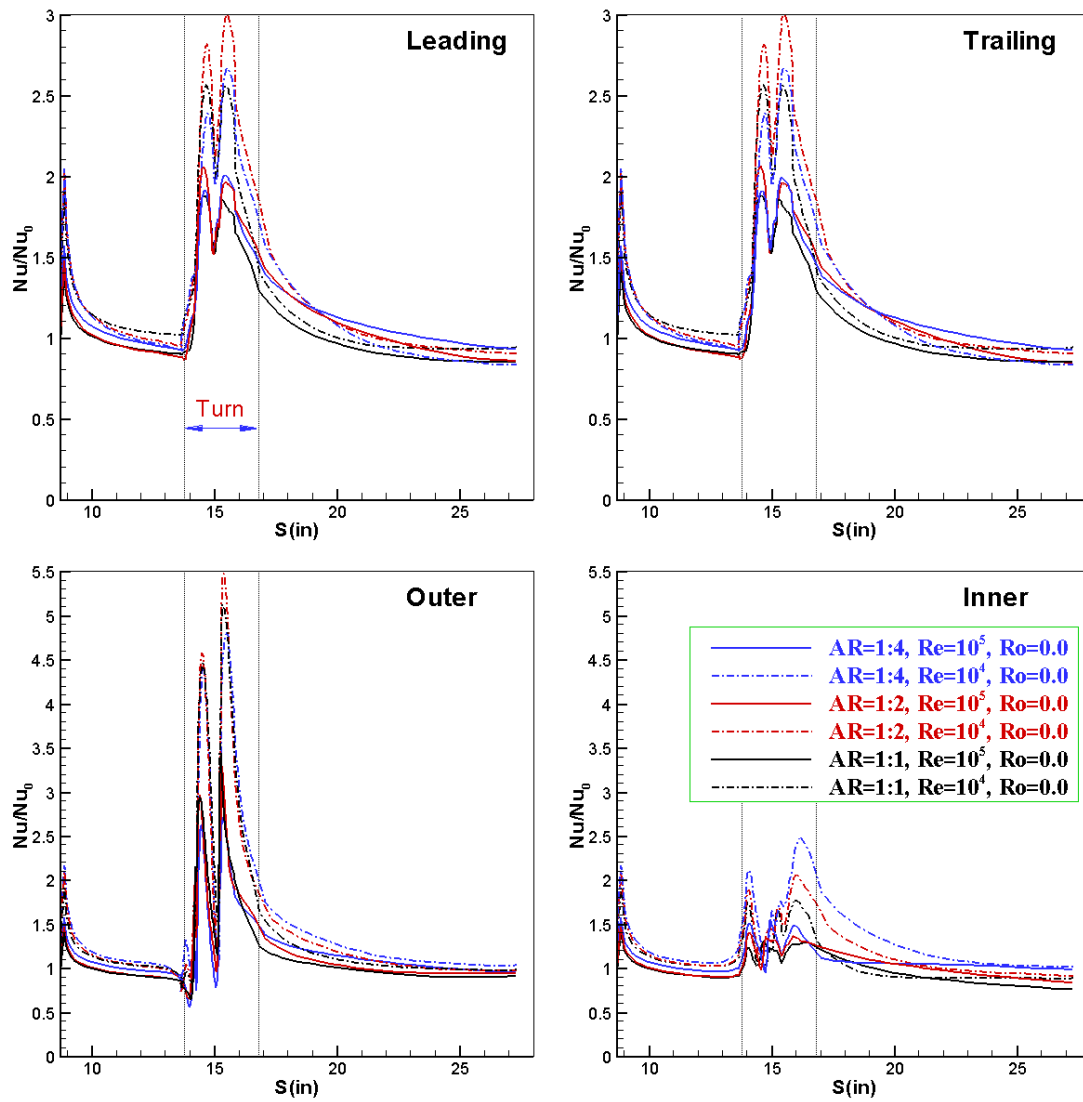 Leading
Nu/Nu0
3
2.5
2
1.5
1
0.5
0
Turn
10
15
20
25
S(in)
Trailing
Nu/Nu0
3
2.5
2
1.5
1
0.5
0
10
15
20
25
S(in)
Outer
Nu/Nu0
5.5
5
4.5
4
3.5
3
2.5
2
1.5
1
0.5
0
10
15
20
25
S(in)
Inner
Nu/Nu0
5.5
5
4.5
4
3.5
3
2.5
2
1.5
1
0.5
0
AR=1:4, Re=10^5, Ro=0.0
AR=1:4, Re=10^4, Ro=0.0
AR=1:2, Re=10^5, Ro=0.0
AR=1:2, Re=10^4, Ro=0.0
AR=1:1, Re=10^5, Ro=0.0
AR=1:1, Re=10^4, Ro=0.0
10
15
20
25
S(in)